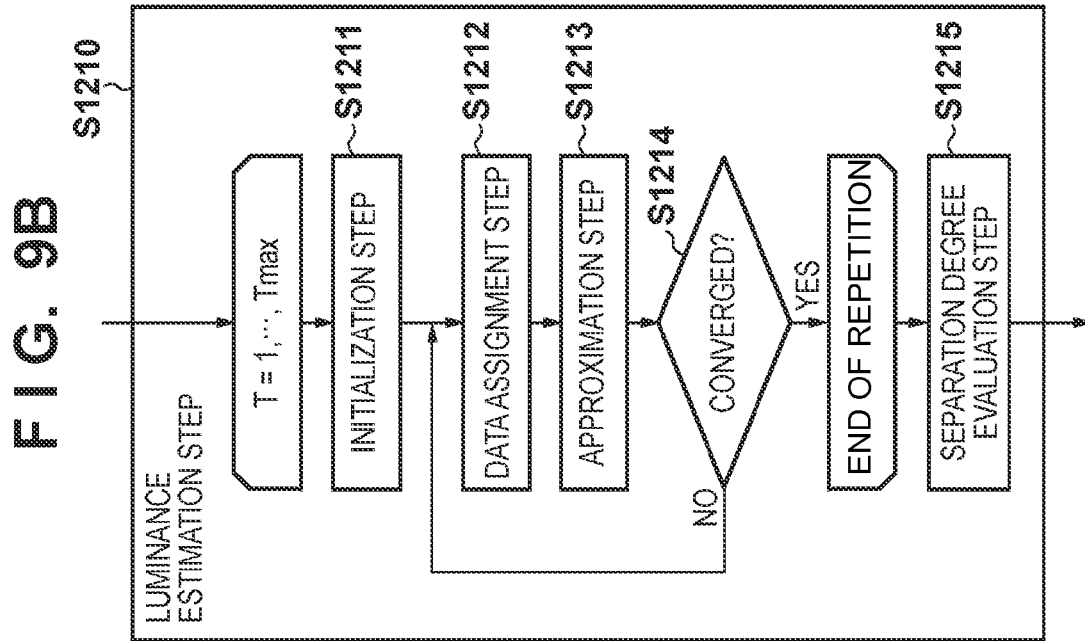 FIG. 9B
S1210
LUMINANCE
ESTIMATION STEP
T = 1,..., Tmax
INITIALIZATION STEP
S1211
DATA ASSIGNMENT STEP
S1212
APPROXIMATION STEP
S1213
CONVERGED?
S1214
NO
YES
END OF REPETITION
SEPARATION DEGREE
EVALUATION STEP
S1215